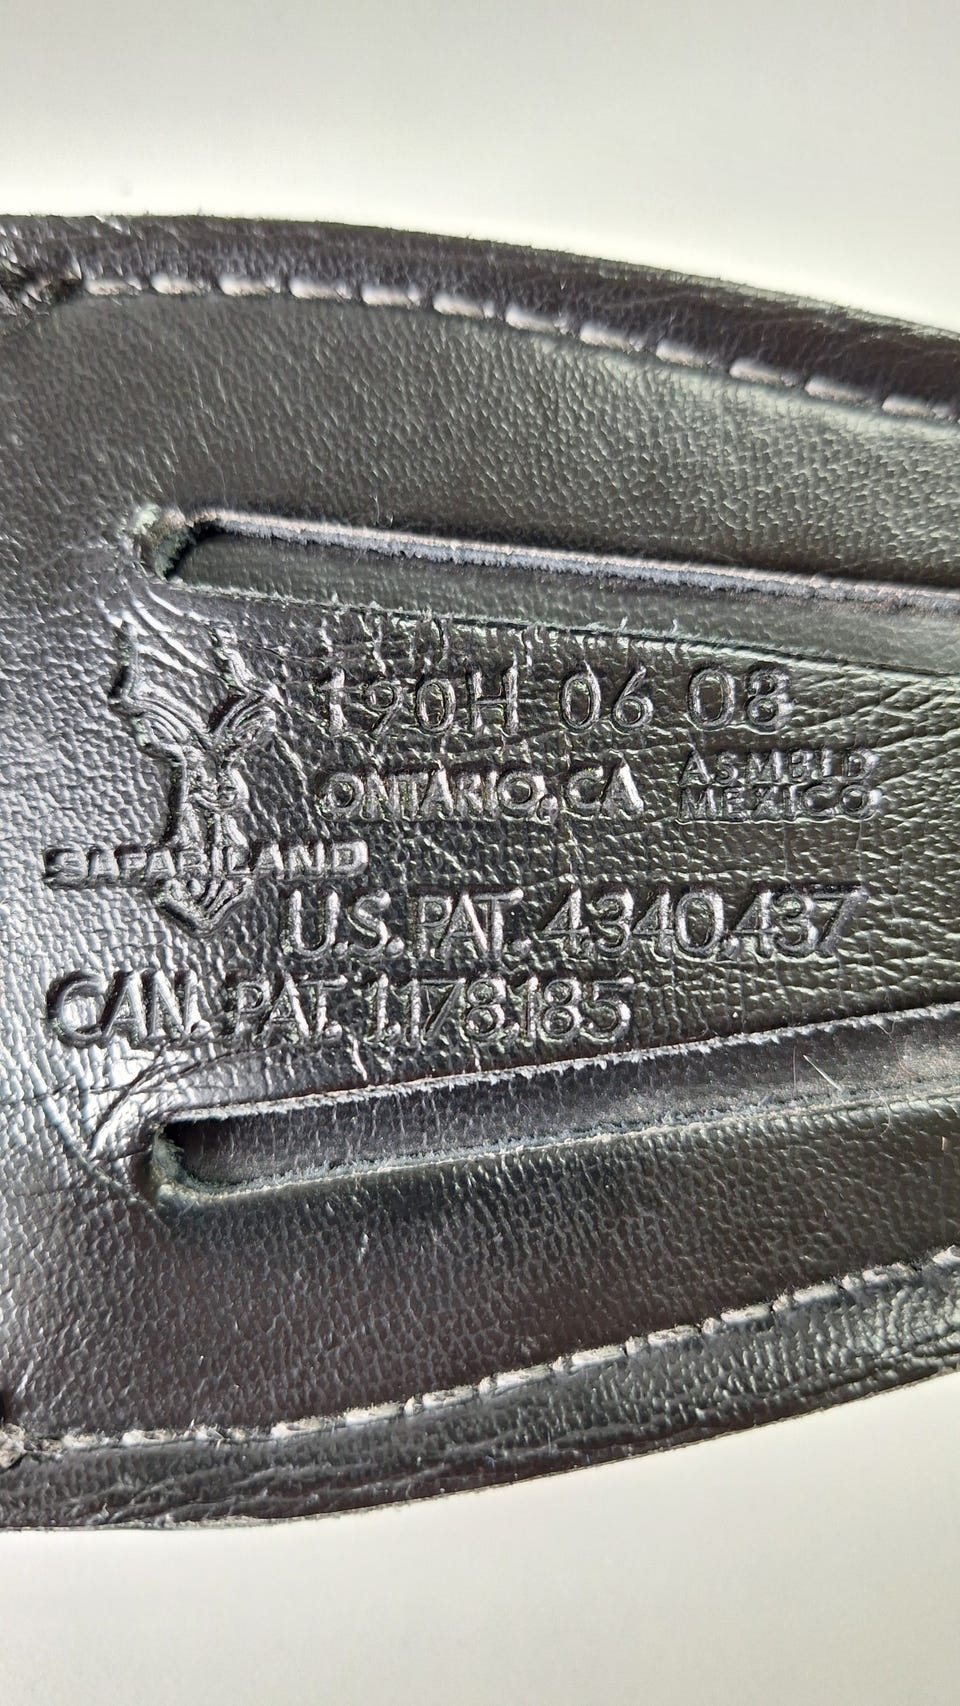 190H 06 08
ONTARIO, CA ASMBLD
MEXICO
SAFARILAND
U.S. PAT. 4.340.437
CAN. PAT. 1.178.185